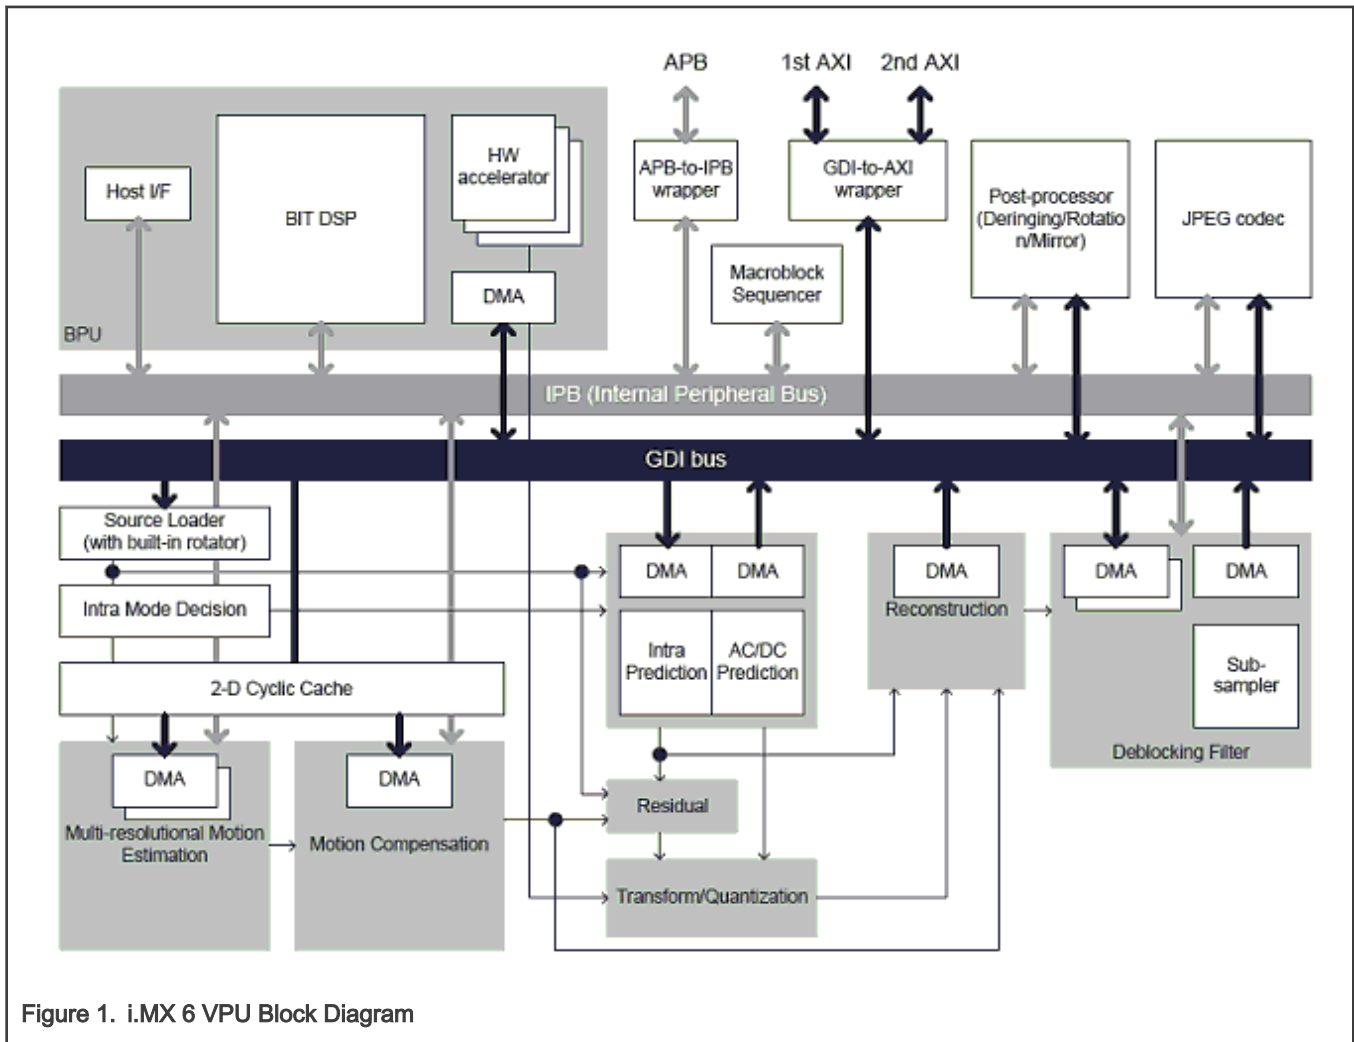 APB
1st AXI
2nd AXI
Host I/F
BIT DSP
HW
accelerator
DMA
BPU
APB-to-IPB
wrapper
GDI-to-AXI
wrapper
Macroblock
Sequencer
Post-processor
(Deringing/Rotatio
n/Mirror)
JPEG codec
IPB (Internal Peripheral Bus)
GDI bus
Source Loader
(with built-in rotator)
Intra Mode Decision
2-D Cyclic Cache
DMA
Multi-resolutional Motion
Estimation
DMA
Motion Compensation
DMA
DMA
Intra
Prediction
AC/DC
Prediction
Residual
Transform/Quantization
DMA
Reconstruction
DMA
DMA
Sub-
sampler
Deblocking Filter
Figure 1. i.MX 6 VPU Block Diagram